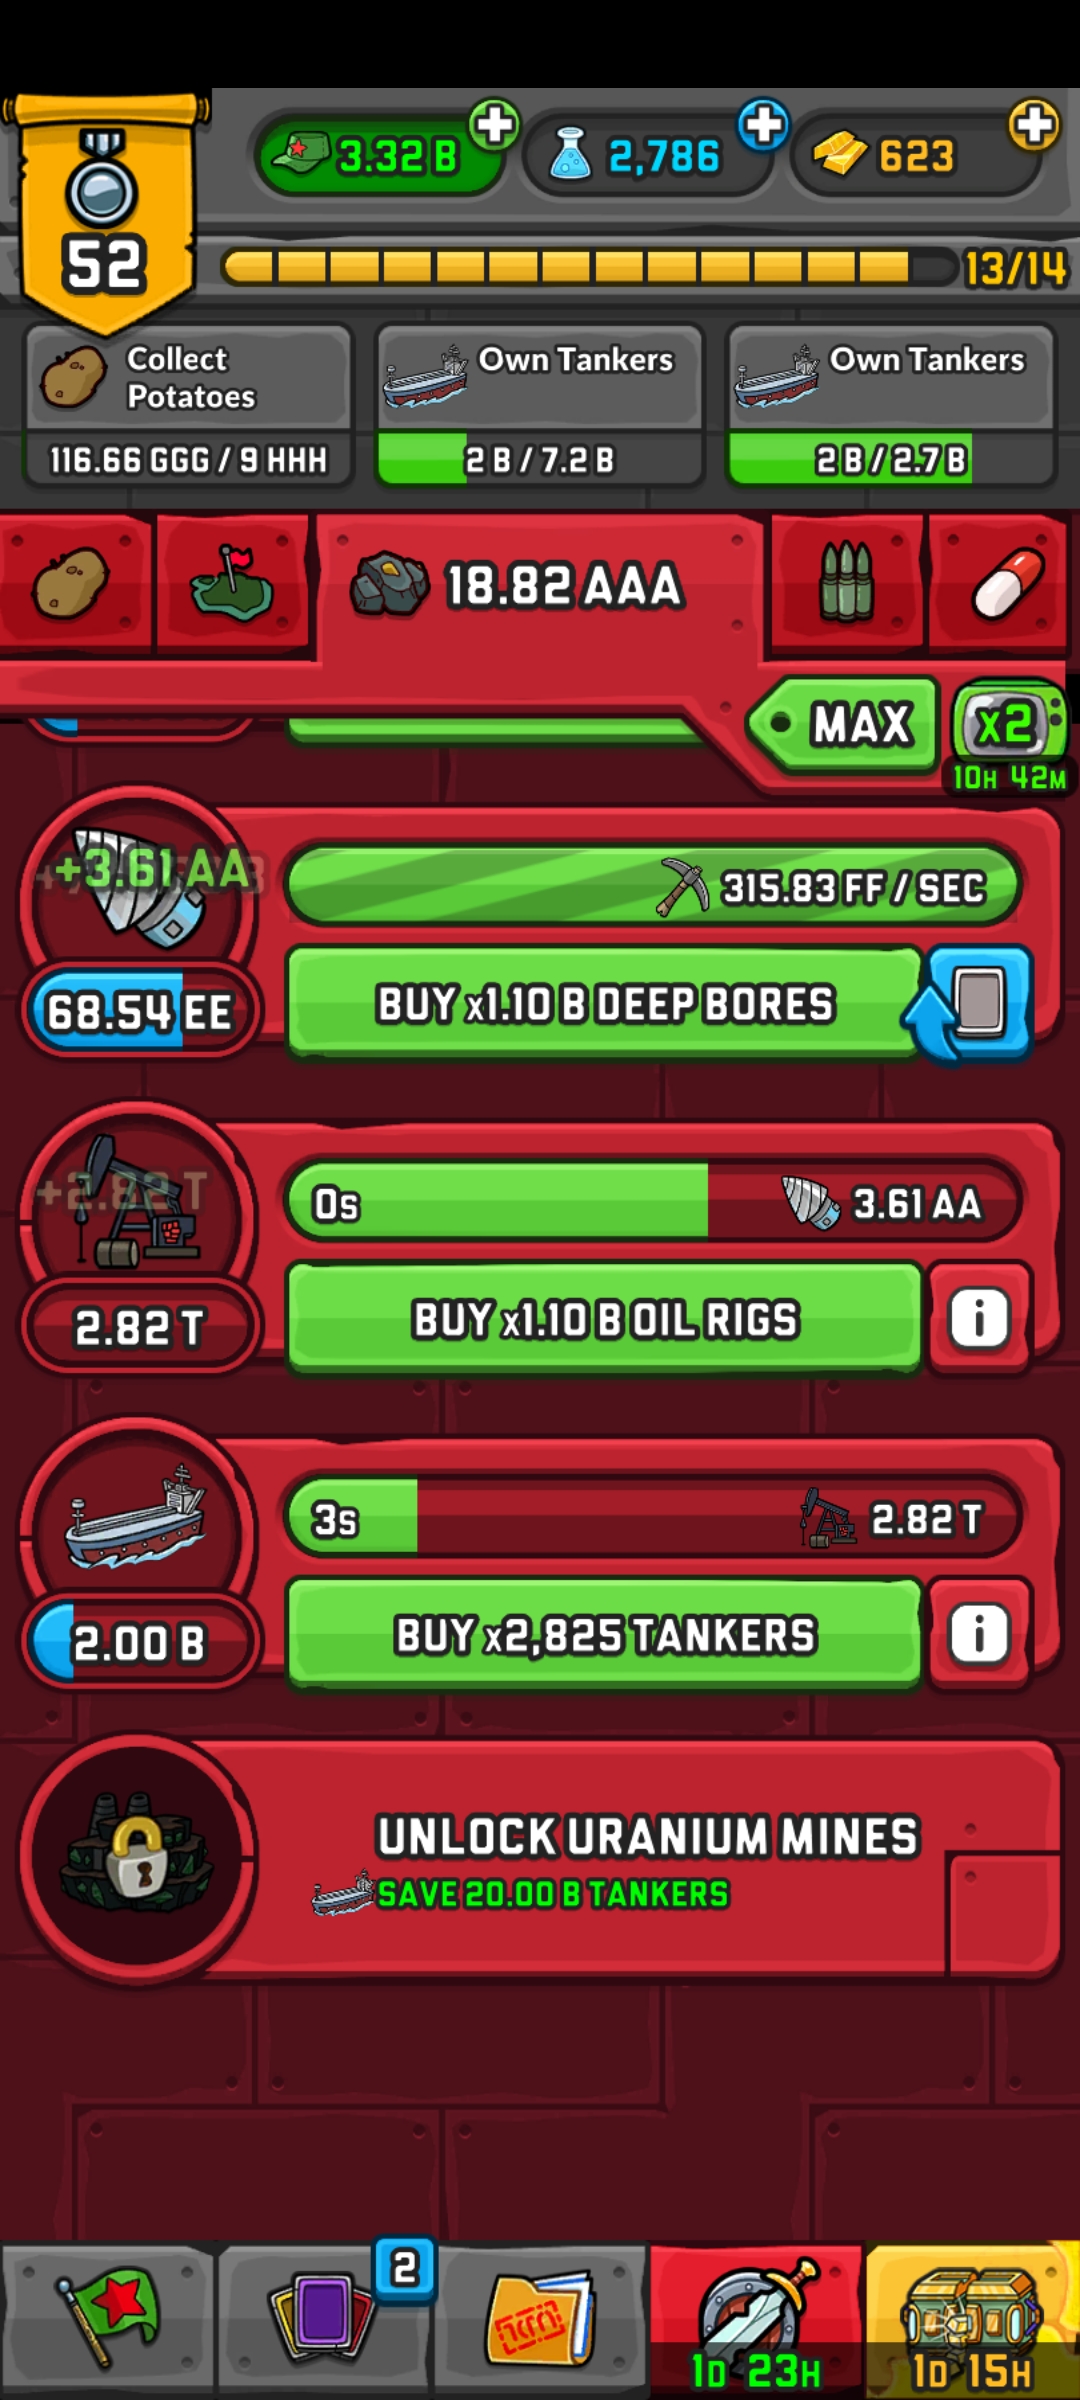 3.32 B
2,786
623
52
13/14
Collect
Potatoes
116.66 GGG / 9 HHH
Own Tankers
2 B / 7.2 B
Own Tankers
2 B / 2.7 B
18.82 AAA
MAX
x2
10H 42M
+3.61 AA
315.83 FF / SEC
68.54 EE
BUY x1.10 B DEEP BORES
+2.82 T
0s
3.61 AA
2.82 T
BUY x1.10 B OIL RIGS
i
3s
2.82 T
2.00 B
BUY x2,825 TANKERS
i
UNLOCK URANIUM MINES
SAVE 20.00 B TANKERS
2
1D 23H
1D 15H